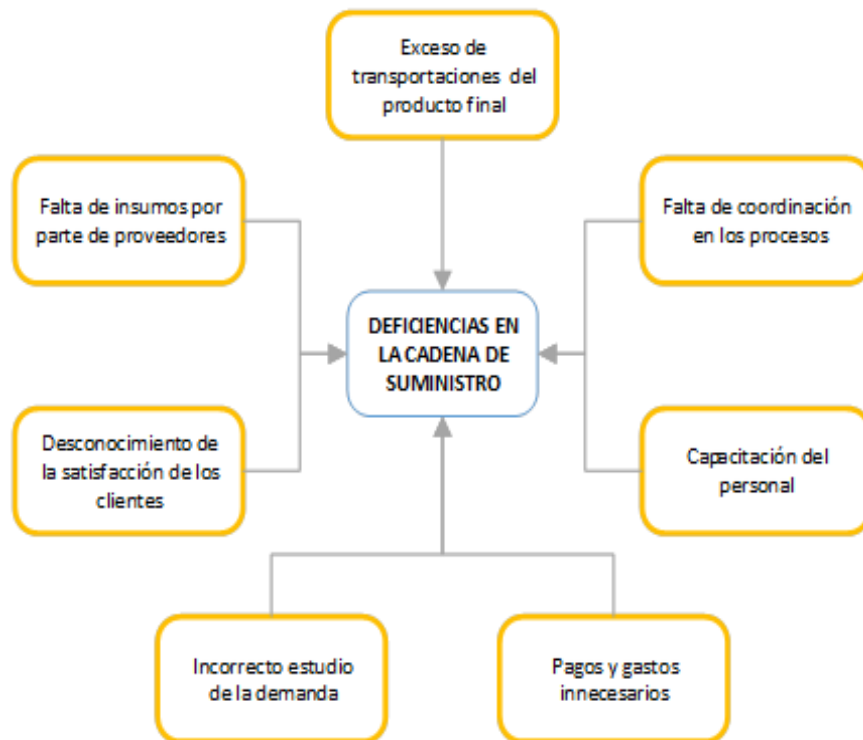 Exceso de
transportaciones del
producto final
Falta de insumos por
parte de proveedores
Falta de coordinación
en los procesos
DEFICIENCIAS EN
LA CADENA DE
SUMINISTRO
Desconocimiento de
la satisfacción de los
clientes
Capacitación del
personal
Incorrecto estudio
de la demanda
Pagos y gastos
innecesarios